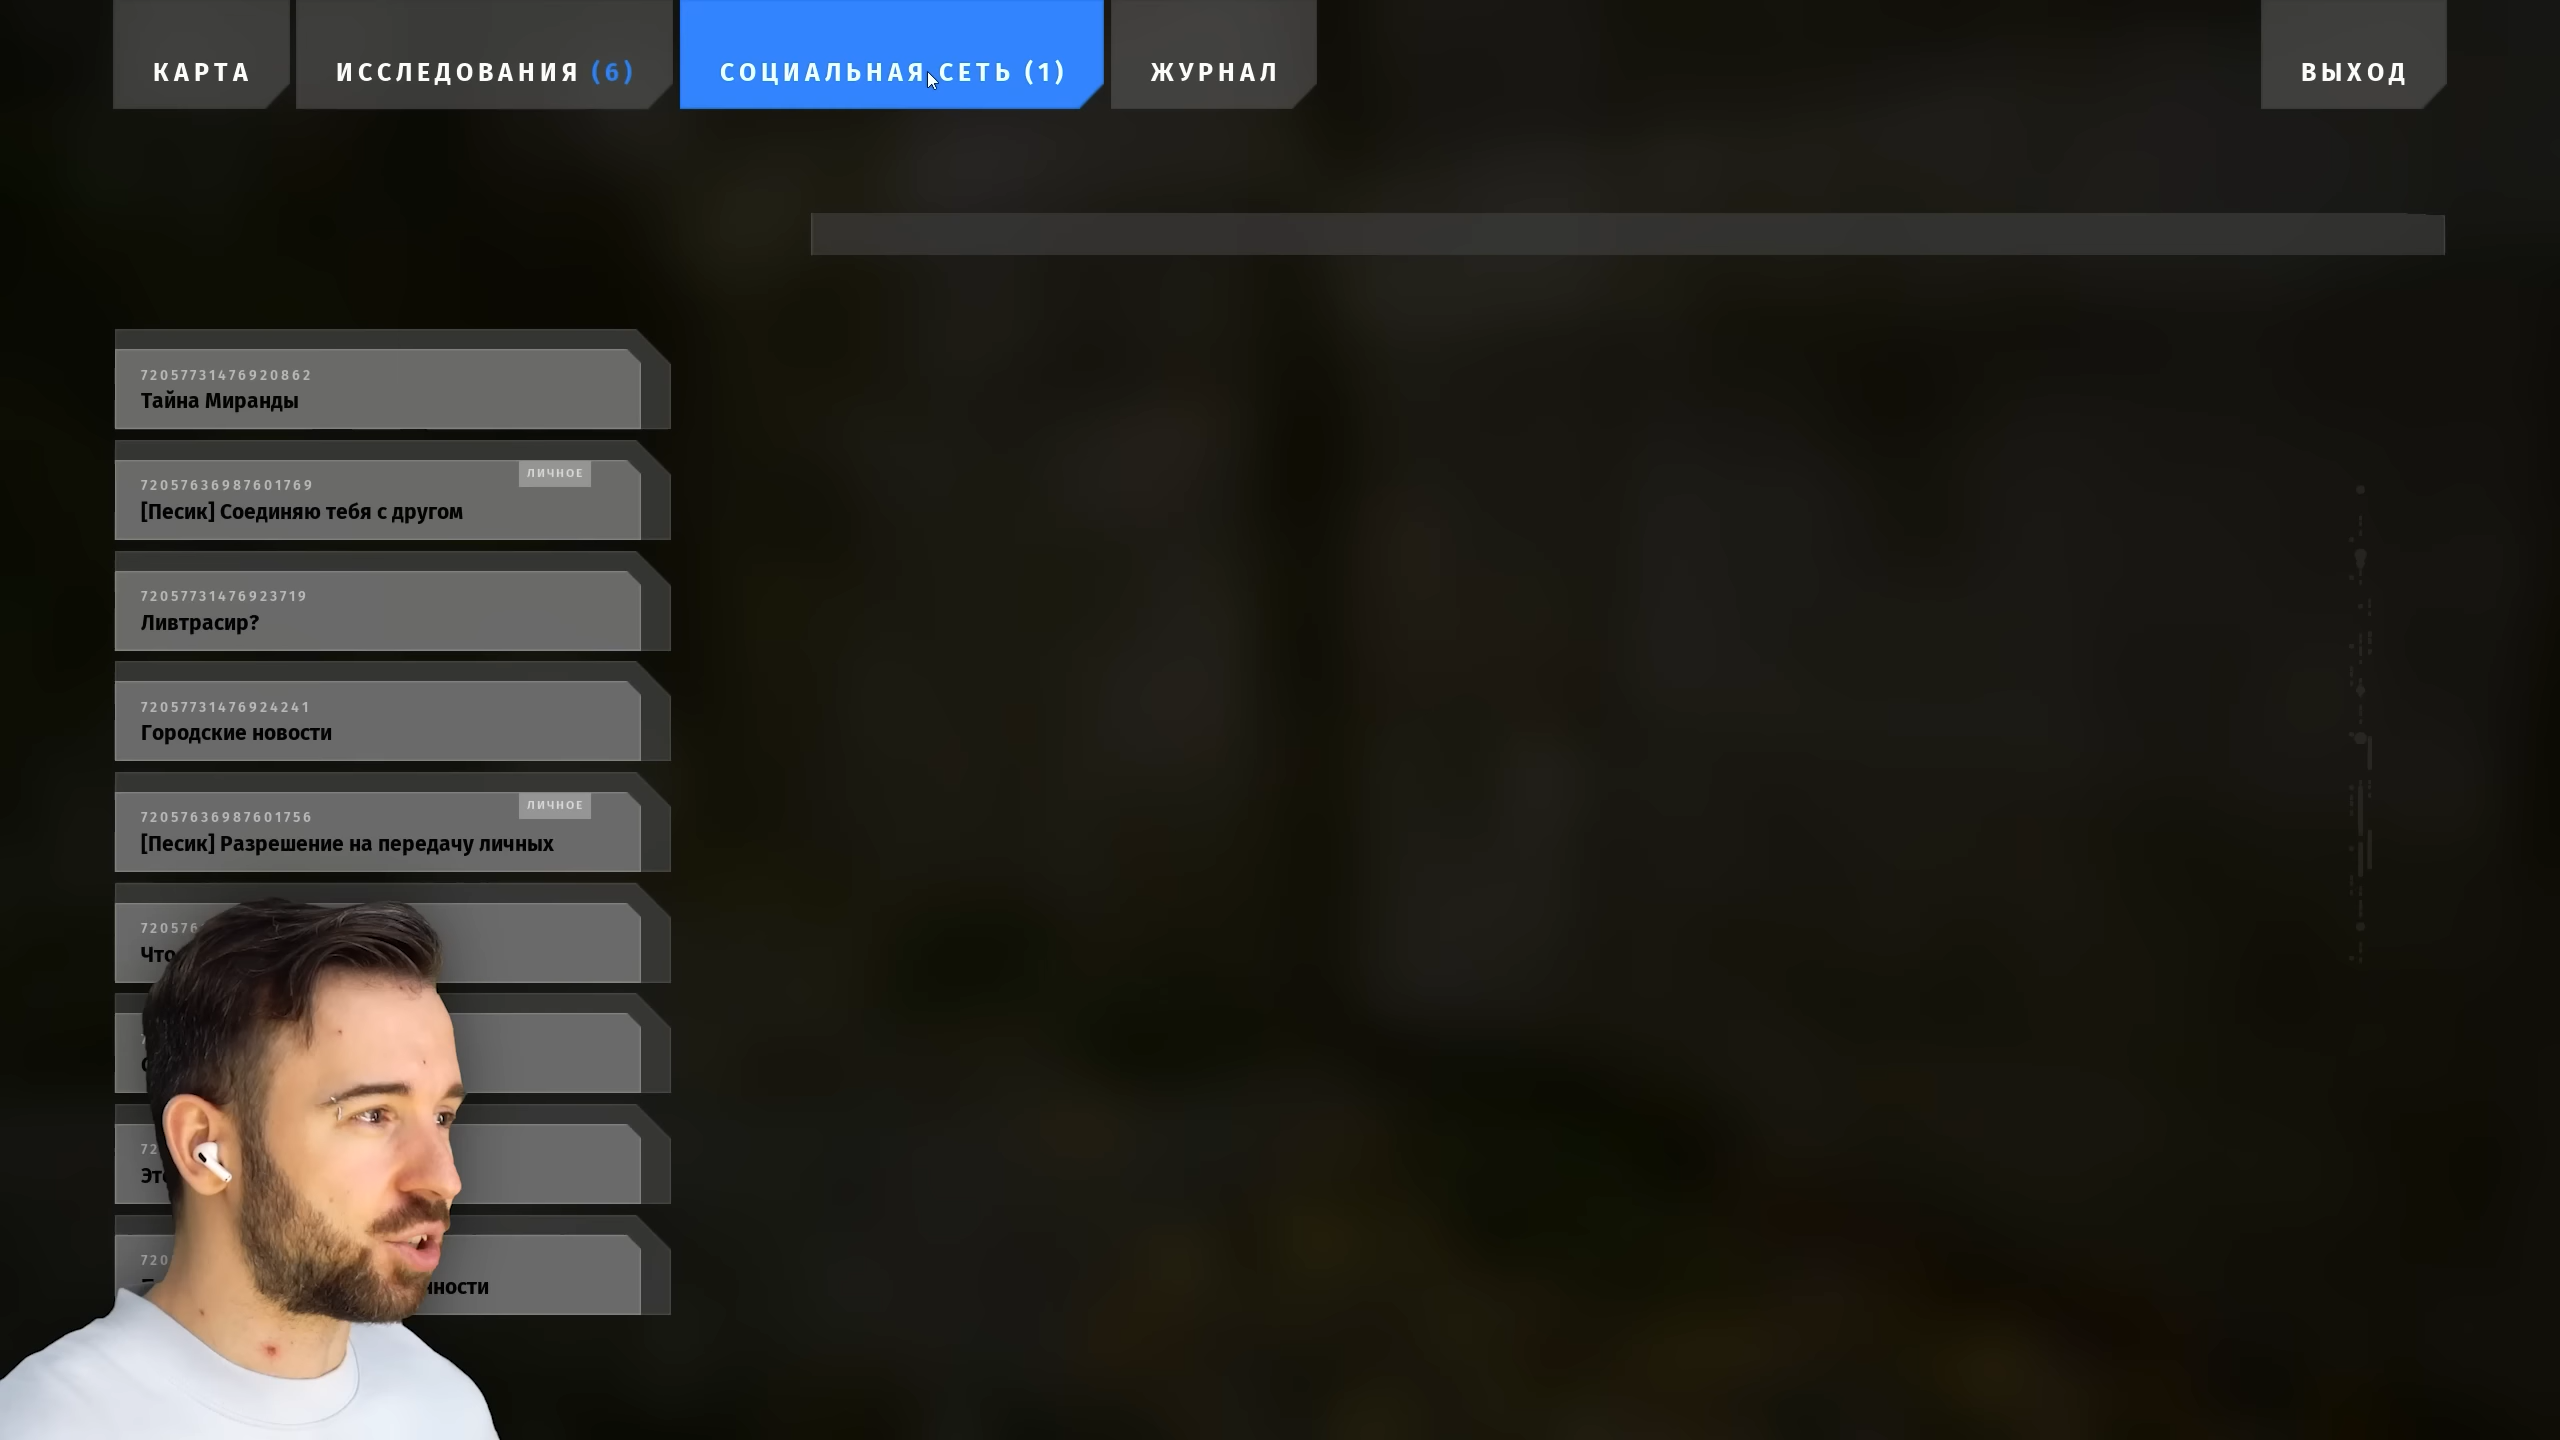 КАРТА
ИССЛЕДОВАНИЯ (6)
СОЦИАЛЬНАЯ СЕТЬ (1)
ЖУРНАЛ
ВЫХОД
72057731476920862
Тайна Миранды
ЛИЧНОЕ
72057636987601769
[Песик] Соединяю тебя с другом
72057731476923719
Ливтрасир?
72057731476924241
Городские новости
ЛИЧНОЕ
72057636987601756
[Песик] Разрешение на передачу личных